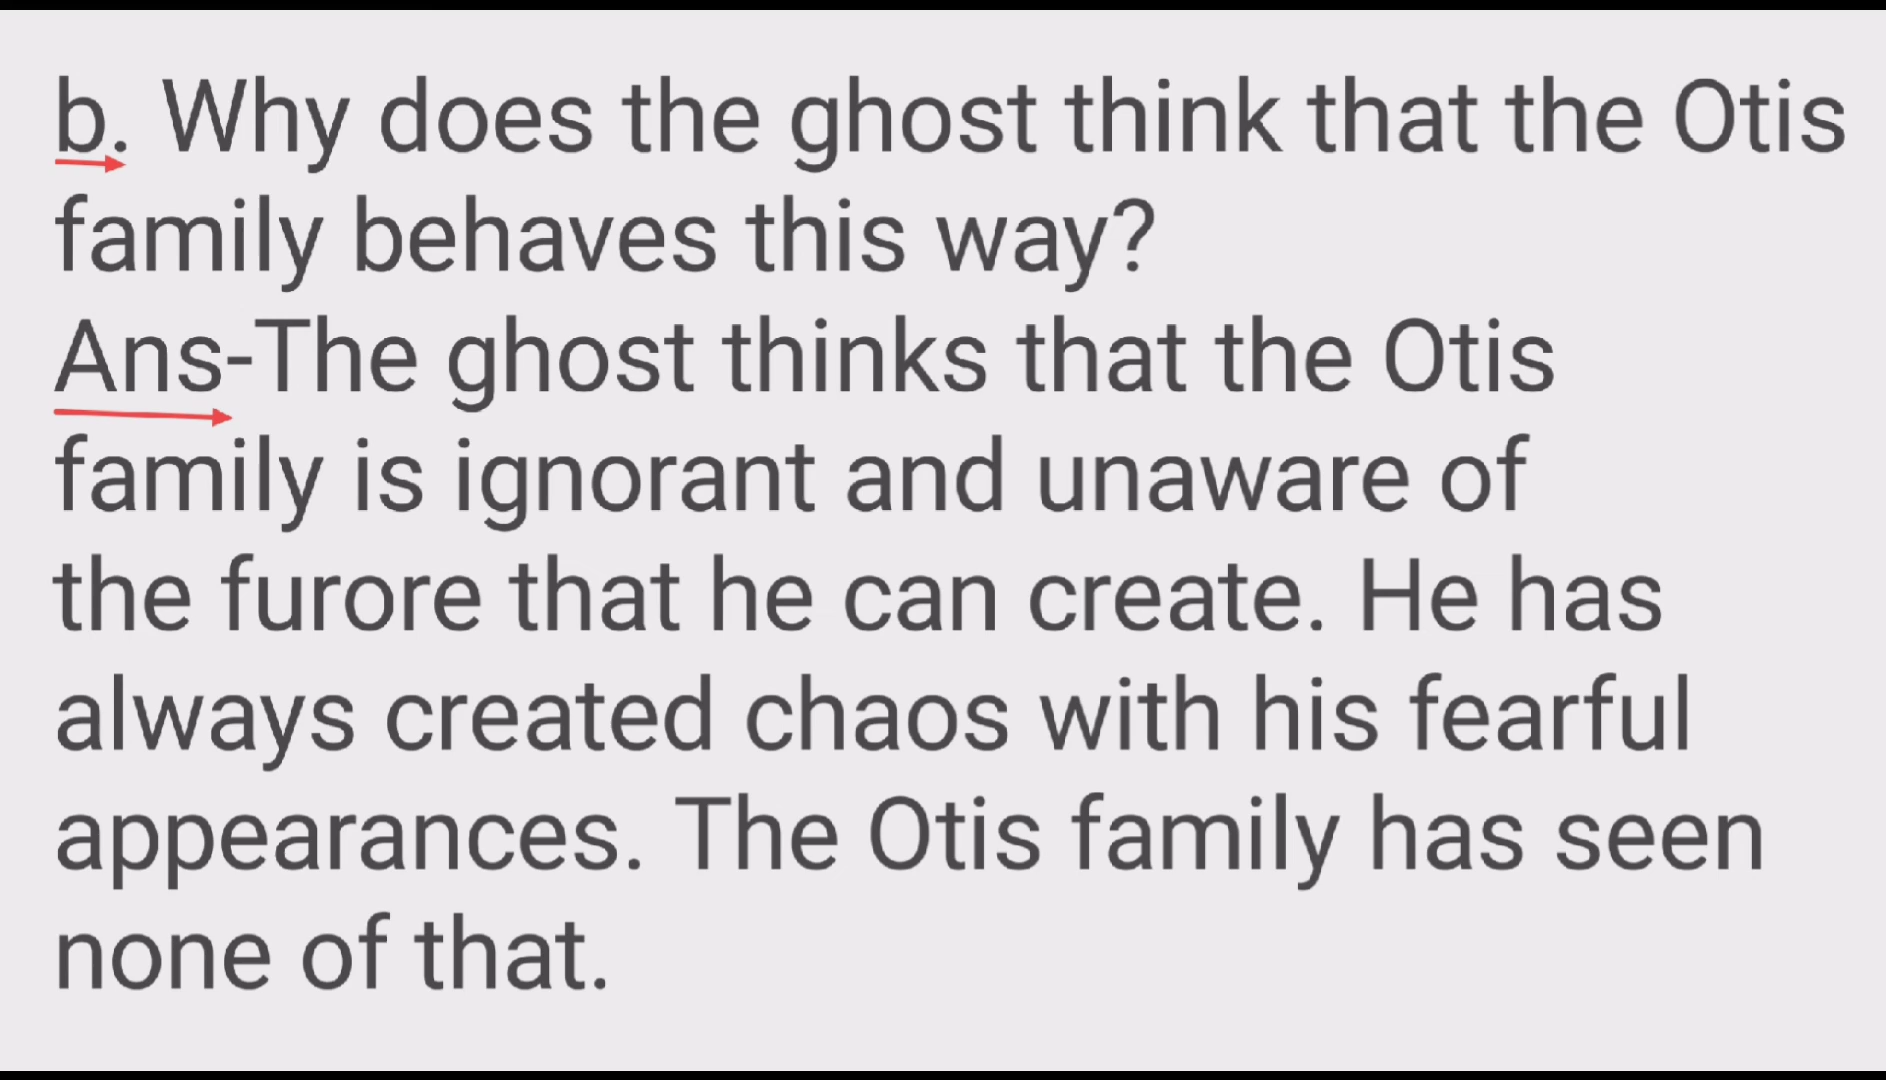 b. Why does the ghost think that the Otis
family behaves this way?
Ans-The ghost thinks that the Otis
family is ignorant and unaware of
the furore that he can create. He has
always created chaos with his fearful
appearances. The Otis family has seen
none of that.